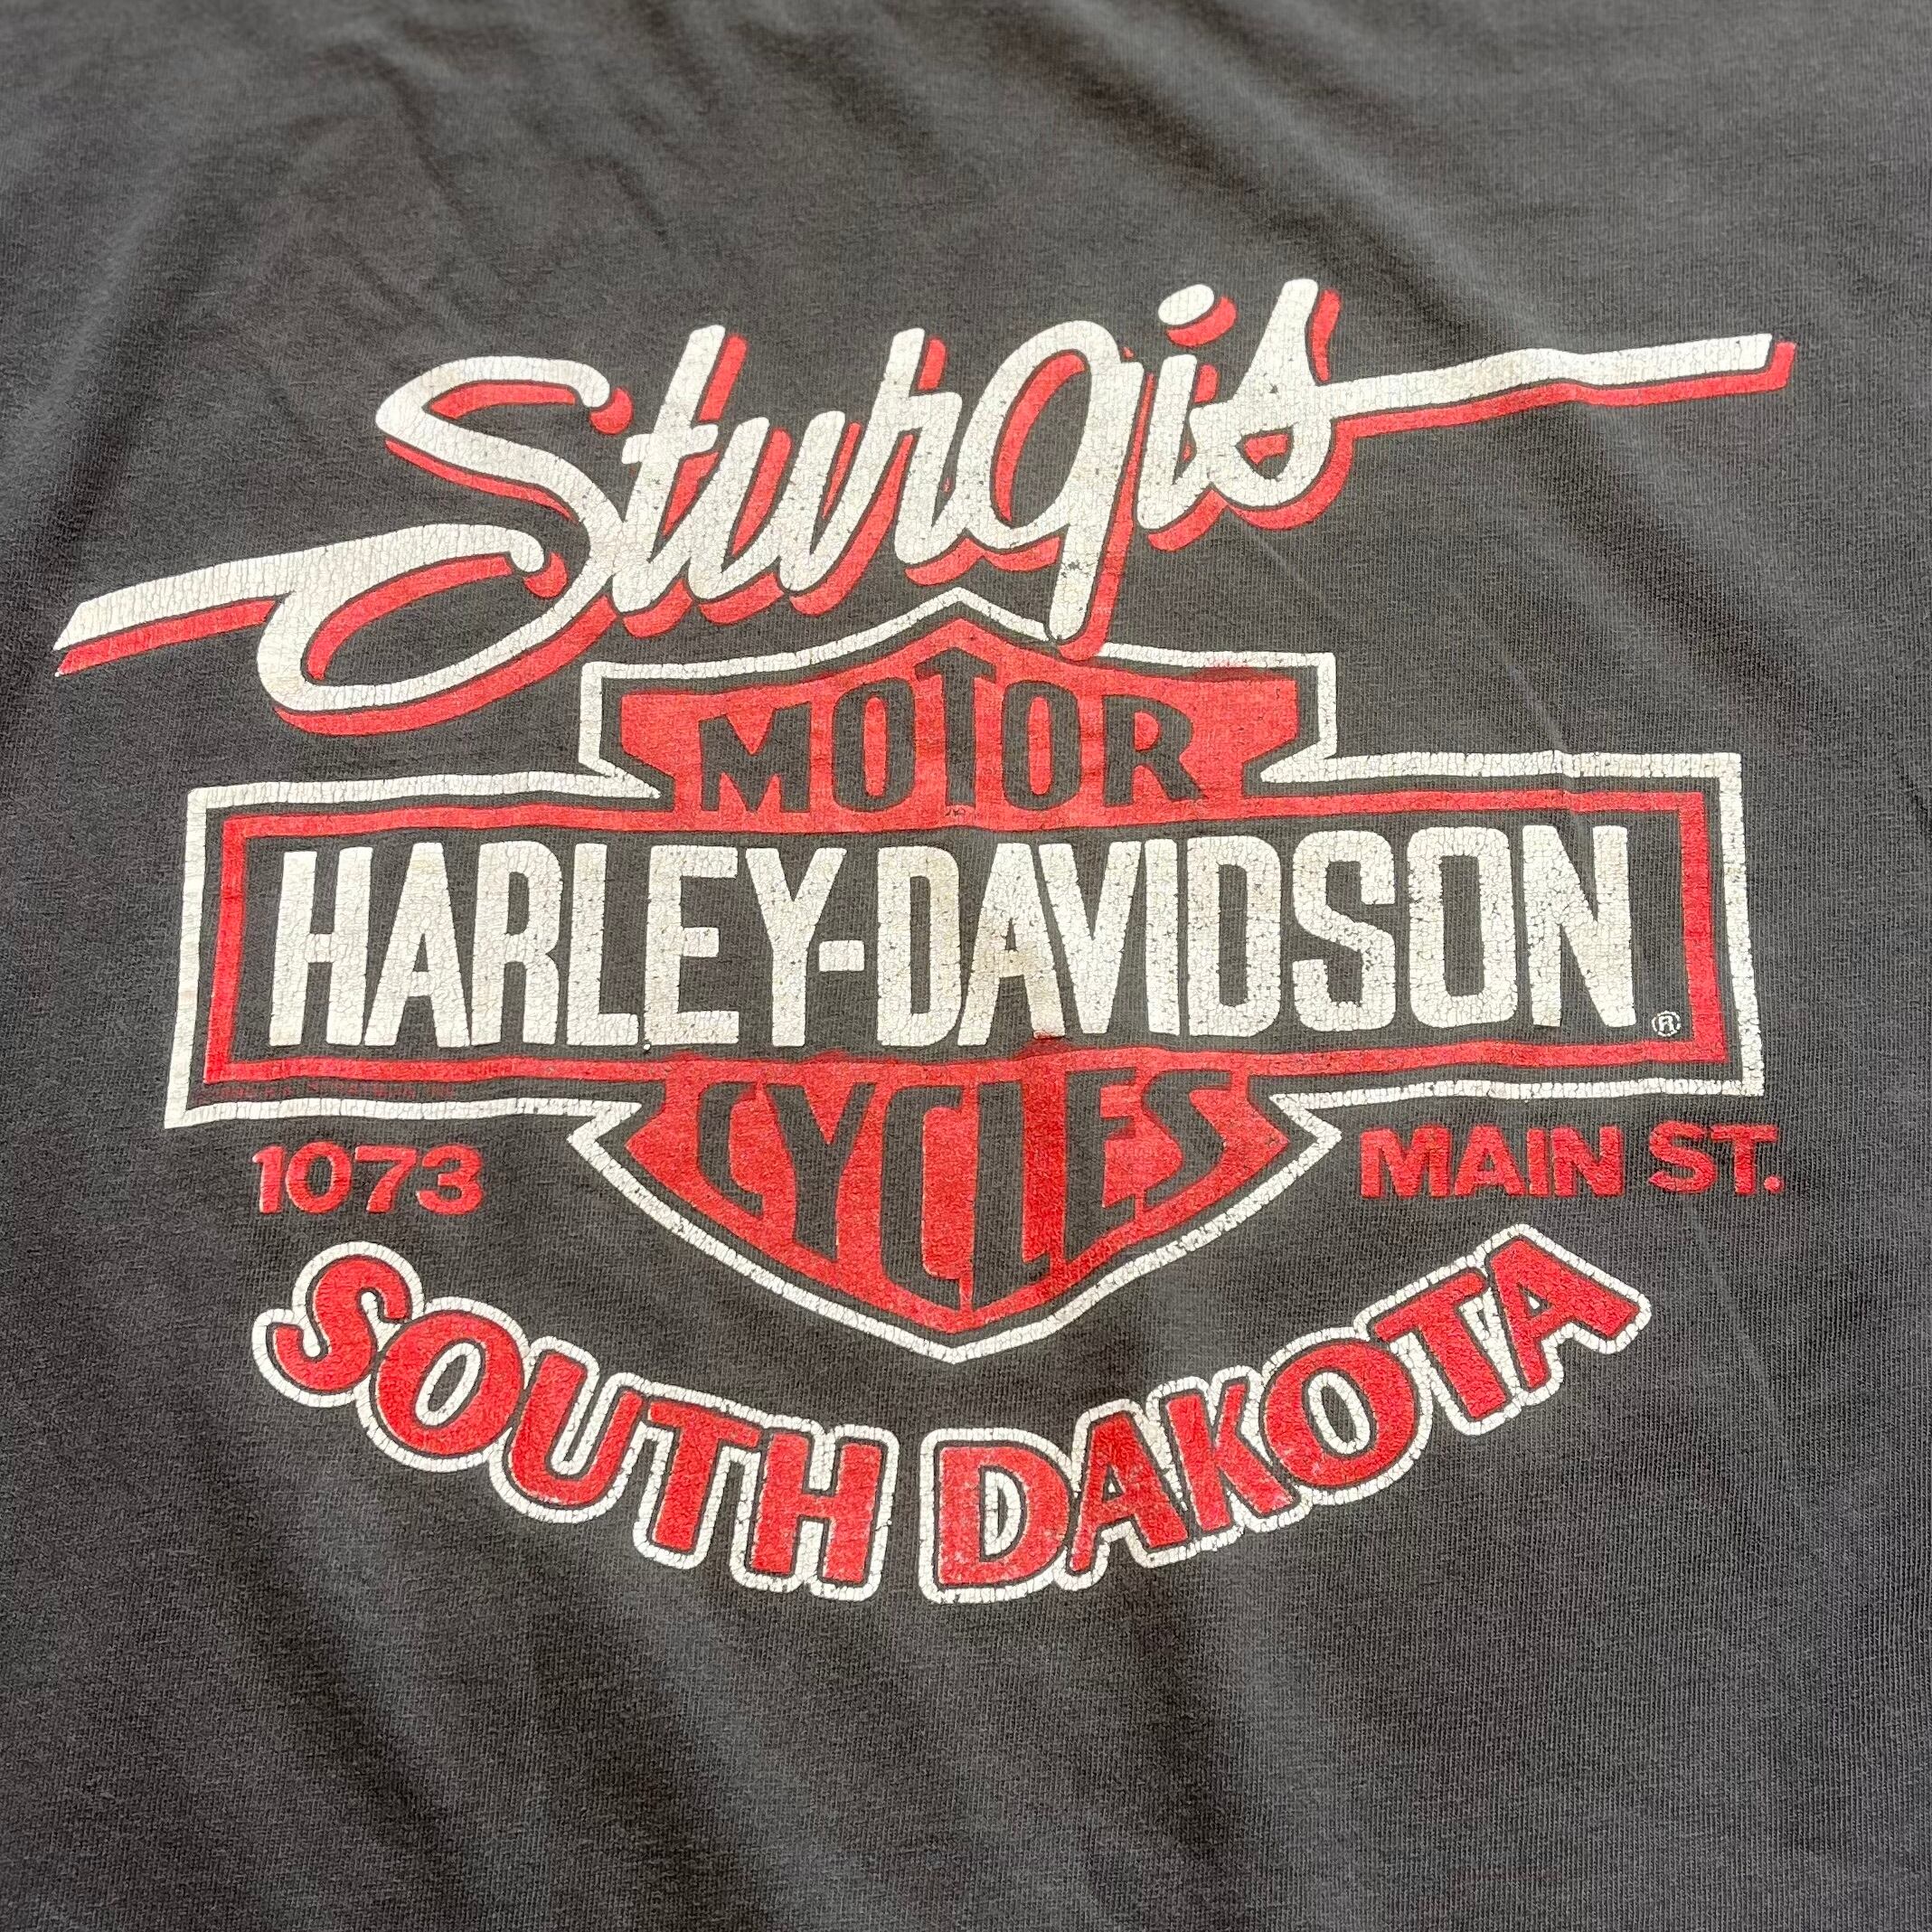 Sturgis
MOTOR
HARLEY-DAVIDSON®
CYCLES
1073 MAIN ST.
SOUTH DAKOTA